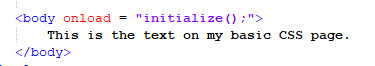 <body onload = "initialize();">
This is the text on my basic CSS page.
</body>